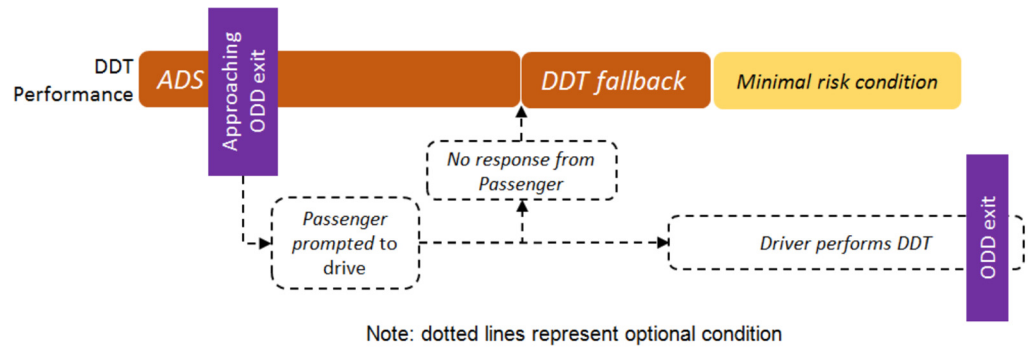 DDT
Performance
ADS
Approaching
ODD exit
DDT fallback
Minimal risk condition
No response from
Passenger
Passenger
prompted to
drive
Driver performs DDT
ODD exit
Note: dotted lines represent optional condition